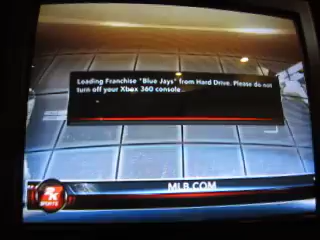 Loading Franchise "Blue Jays" from Hard Drive. Please do not
turn off your Xbox 360 console.
MLB.COM
2K
SPORTS